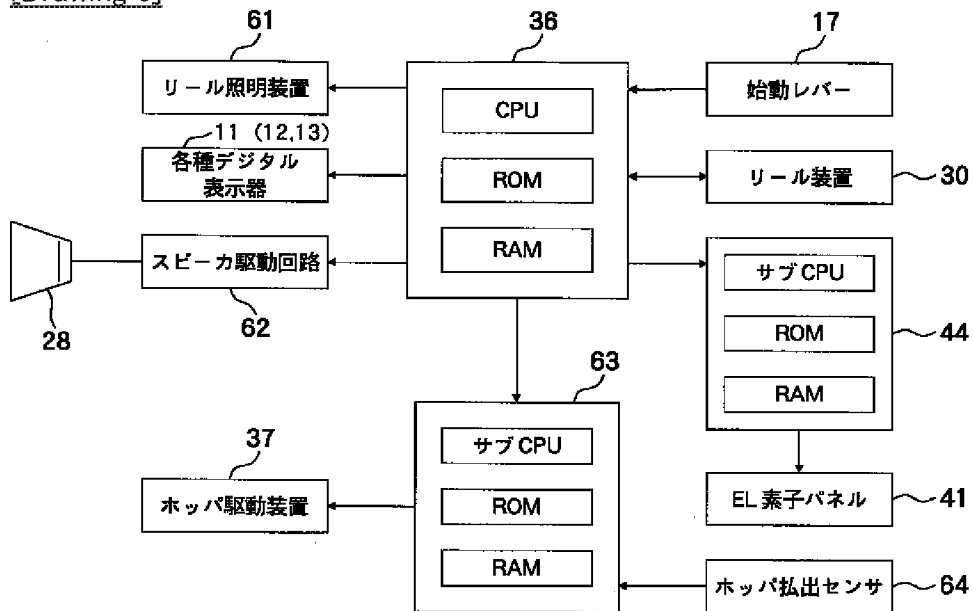 61
36
17
リール照明装置
CPU
始動レバー
11 (12,13)
各種デジタル
表示器
ROM
リール装置
30
スピーカ駆動回路
RAM
サブCPU
28
62
ROM
44
63
RAM
37
サブCPU
ホッパ駆動装置
ROM
EL素子パネル
41
RAM
ホッパ払出センサ
64